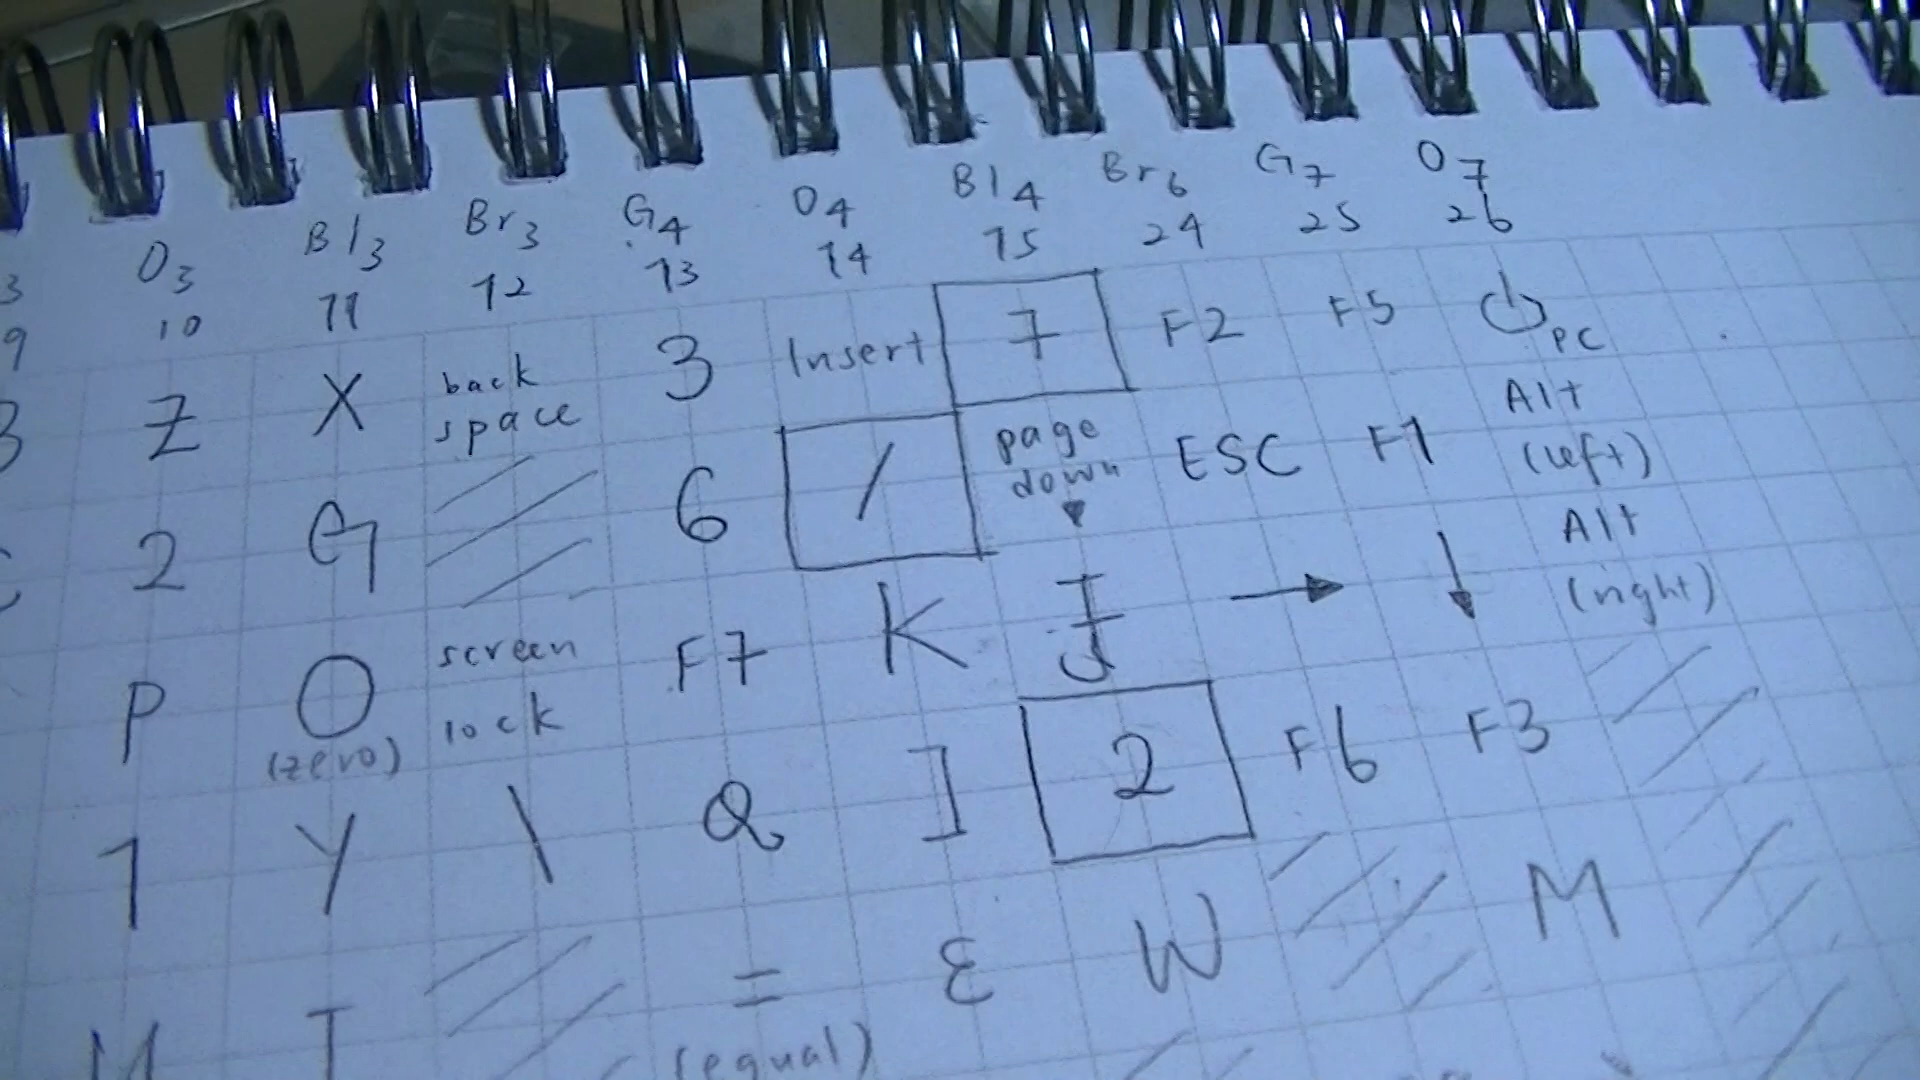 3 O3 Bl3 Br3 G4 O4 Bl4 Br6 G7 O7
9 10 11 12 13 14 15 24 25 26
Z X back space 3 Insert 7 F2 F5 PC
2 G 6 / page down ESC F1 Alt (left)
P O (zero) screen lock F7 K J → ↓ Alt (right)
1 Y \ Q ] 2 F6 F3
= (equal) E W M